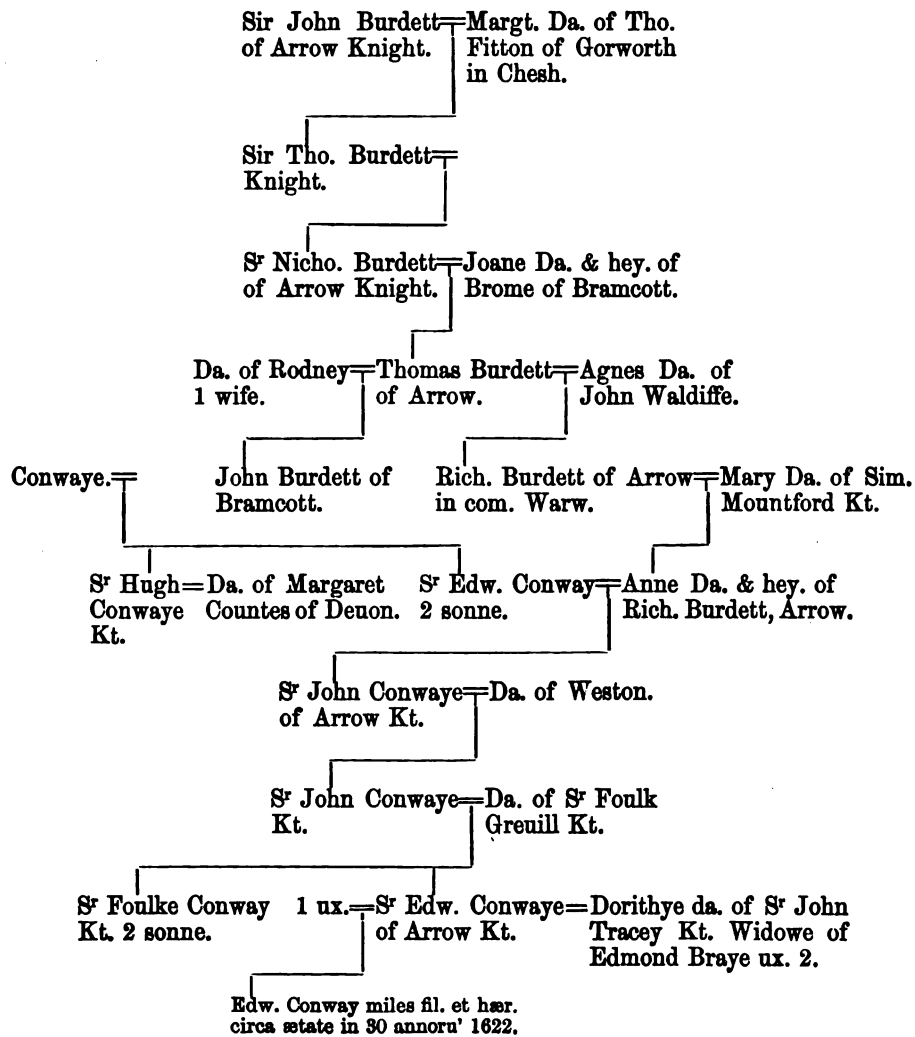 Sir John Burdett=Margt. Da. of Tho.
of Arrow Knight. Fitton of Gorworth
in Chesh.
Sir Tho. Burdett=
Knight.
Sr Nicho. Burdett=Joane Da. & hey. of
of Arrow Knight. Brome of Bramcott.
Da. of Rodney=Thomas Burdett=Agnes Da. of
1 wife. of Arrow. John Waldiffe.
Conwaye.= John Burdett of Rich. Burdett of Arrow=Mary Da. of Sim.
Bramcott. in com. Warw. Mountford Kt.
Sr Hugh=Da. of Margaret Sr Edw. Conway=Anne Da. & hey. of
Conwaye Countes of Deuon. 2 sonne. Rich. Burdett, Arrow.
Kt.
Sr John Conwaye=Da. of Weston.
of Arrow Kt.
Sr John Conwaye=Da. of Sr Foulk
Kt. Greuill Kt.
Sr Foulke Conway 1 ux.=Sr Edw. Conwaye=Dorithye da. of Sr John
Kt. 2 sonne. of Arrow Kt. Tracey Kt. Widowe of
Edmond Braye ux. 2.
Edw. Conway miles fil. et hær.
circa ætate in 30 annoru' 1622.